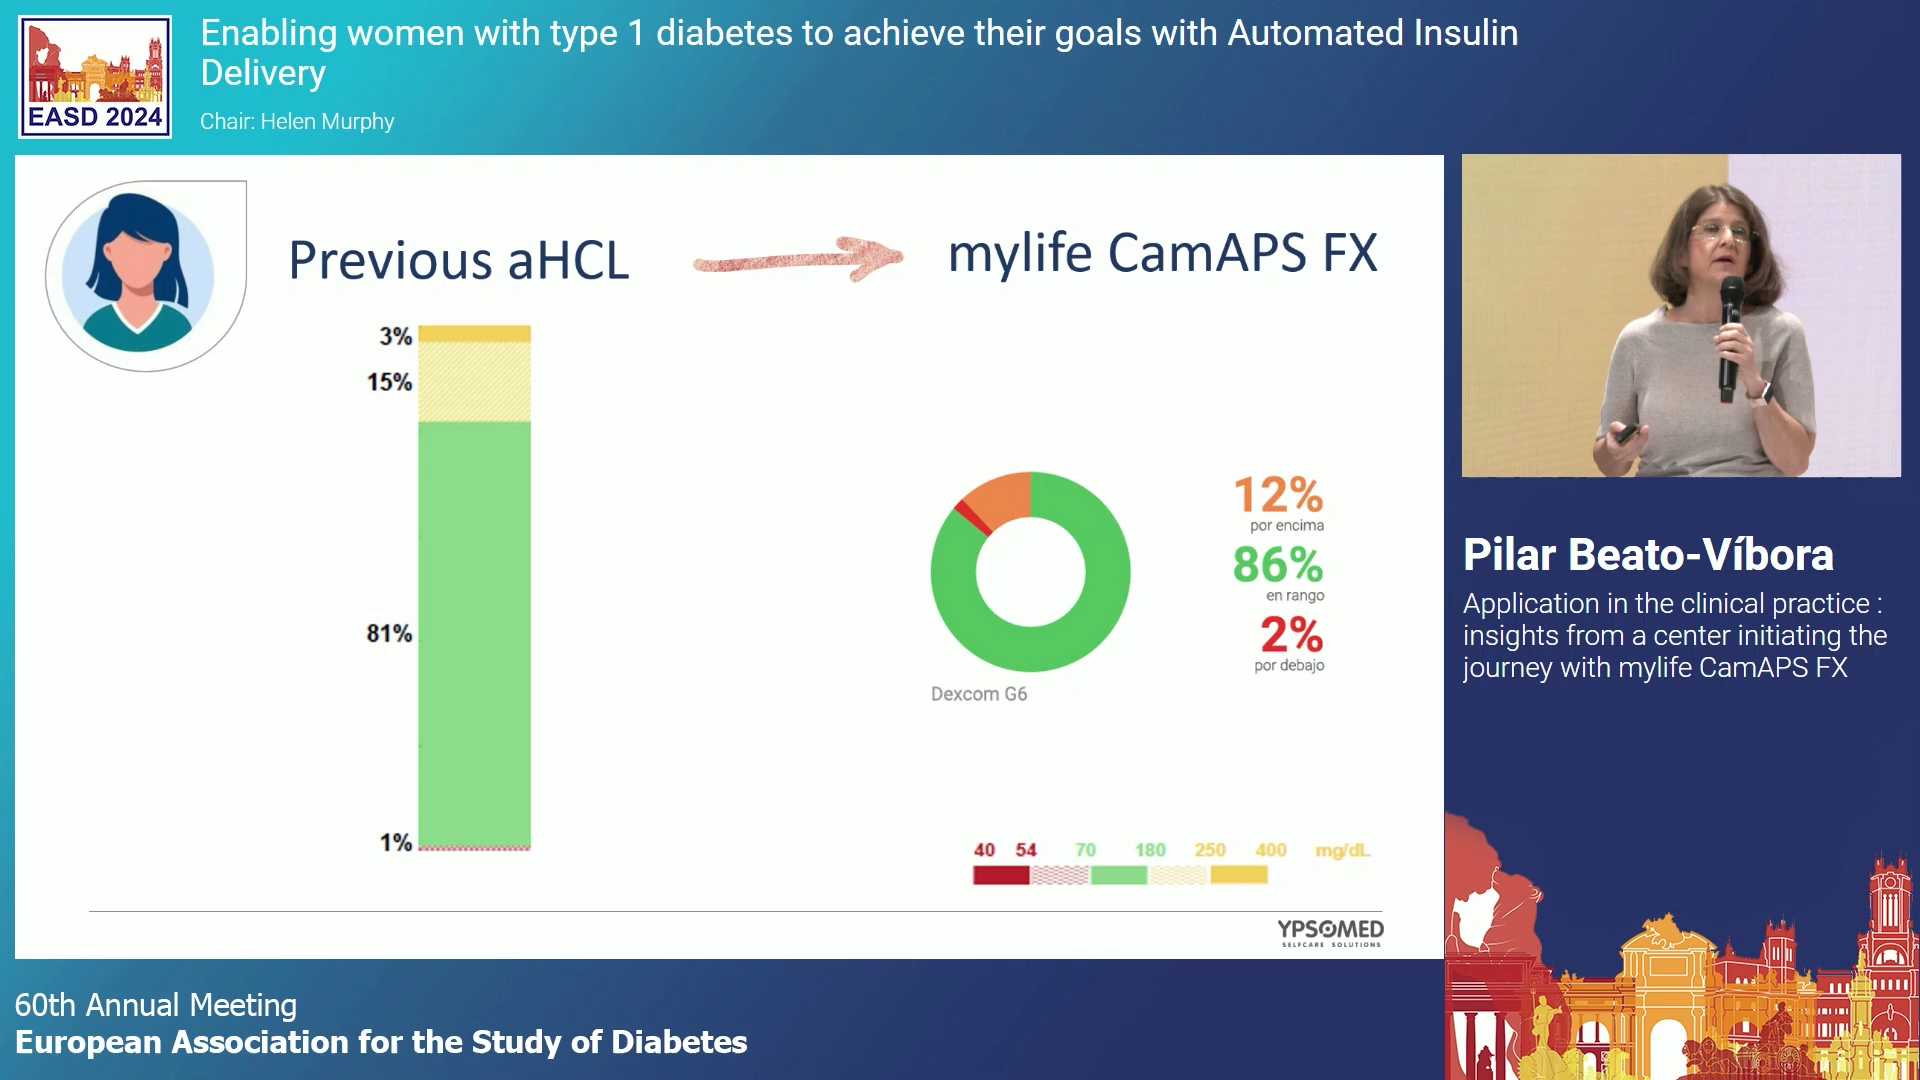 Enabling women with type 1 diabetes to achieve their goals with Automated Insulin
Delivery
Chair: Helen Murphy
EASD 2024
Previous aHCL
mylife CamAPS FX
3%
15%
81%
1%
12%
por encima
86%
en rango
2%
por debajo
Dexcom G6
40 54 70 180 250 400 mg/dL
YPSOMED
SELFCARE SOLUTIONS
Pilar Beato-Víbora
Application in the clinical practice :
insights from a center initiating the
journey with mylife CamAPS FX
60th Annual Meeting
European Association for the Study of Diabetes